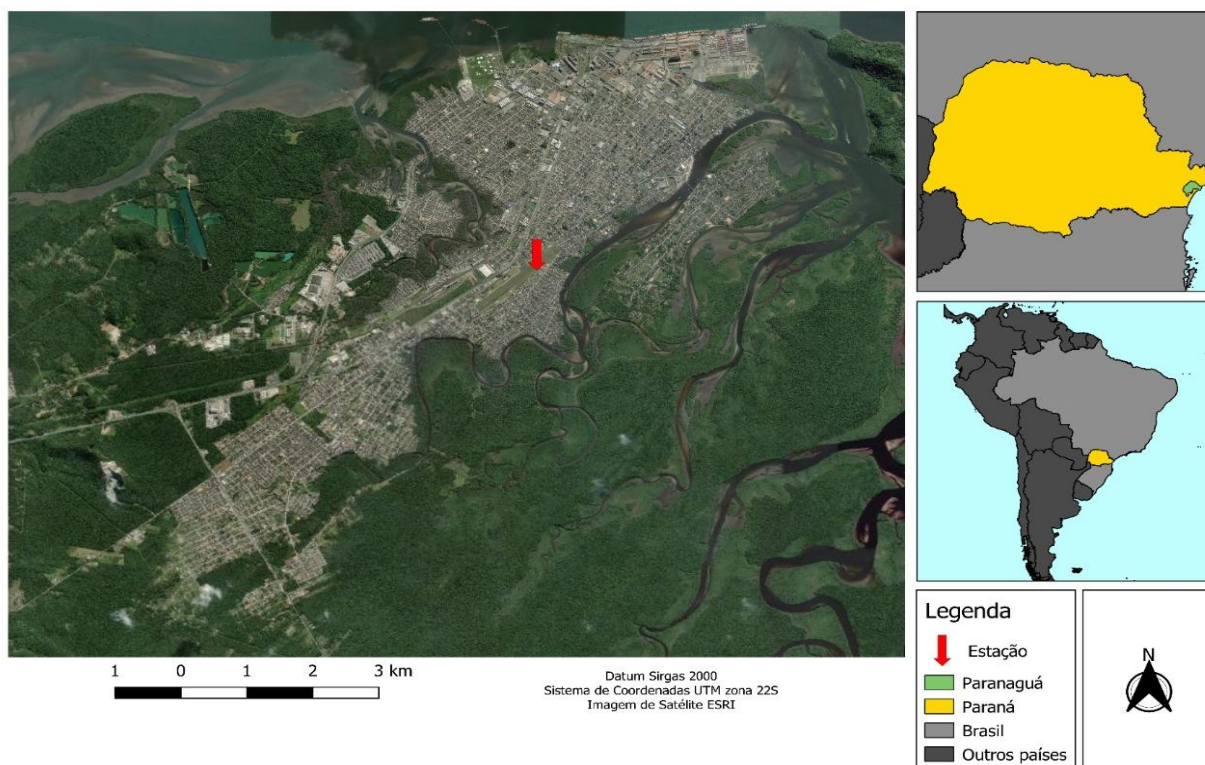 1 0 1 2 3 km
Datum Sirgas 2000
Sistema de Coordenadas UTM zona 22S
Imagem de Satélite ESRI
Legenda
Estação
Paranaguá
Paraná
Brasil
Outros países
N